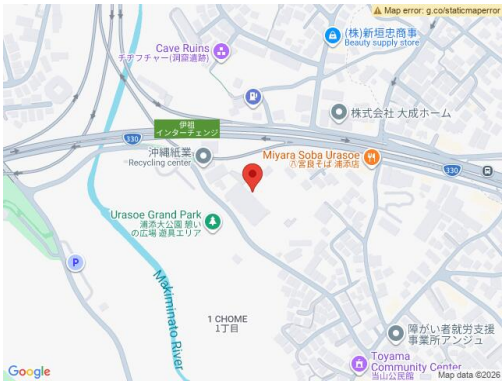 Map error: g.co/staticmaperror
Cave Ruins
チヂフチャー(洞窟遺跡)
(株)新垣忠商事
Beauty supply store
株式会社 大成ホーム
伊祖
インターチェンジ
330
沖縄紙業
Recycling center
Miyara Soba Urasoe
宮良そば 浦添店
330
Urasoe Grand Park
浦添大公園 憩い
の広場 遊具エリア
P
Makiminato River
1 CHOME
1丁目
障がい者就労支援
事業所アンジュ
Toyama
Community Center
当山公民館
Google
Map data ©2026